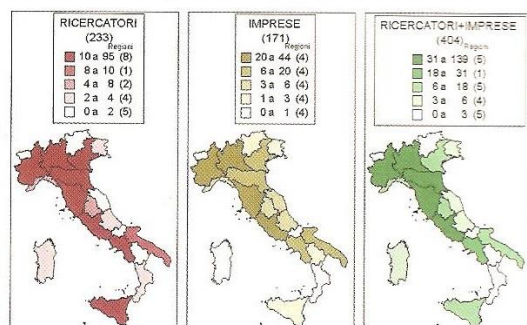 RICERCATORI
(233)
Regioni
10 a 95 (8)
8 a 10 (1)
4 a 8 (2)
2 a 4 (4)
0 a 2 (5)
IMPRESE
(171)
Regioni
20 a 44 (4)
6 a 20 (4)
3 a 6 (4)
1 a 3 (4)
0 a 1 (4)
RICERCATORI+IMPRESE
(404)
Regioni
31 a 139 (5)
18 a 31 (1)
6 a 18 (5)
3 a 6 (4)
0 a 3 (5)